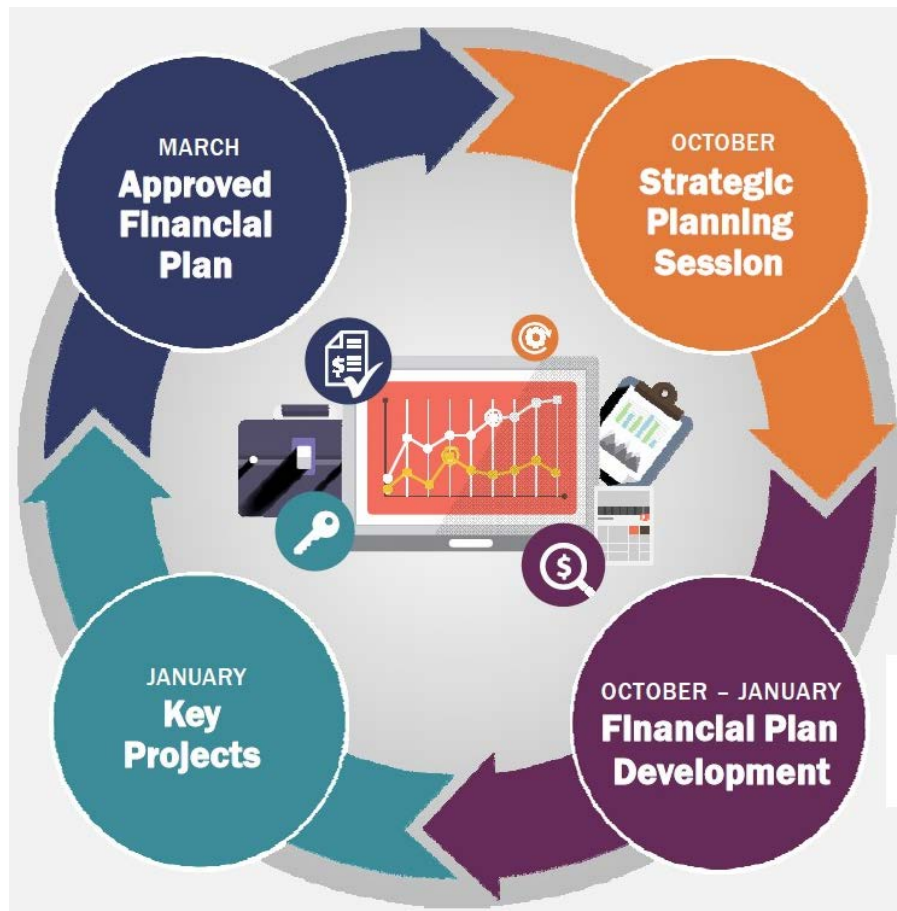 MARCH
Approved
Financial
Plan
OCTOBER
Strategic
Planning
Session
OCTOBER – JANUARY
Financial Plan
Development
JANUARY
Key
Projects
$
$